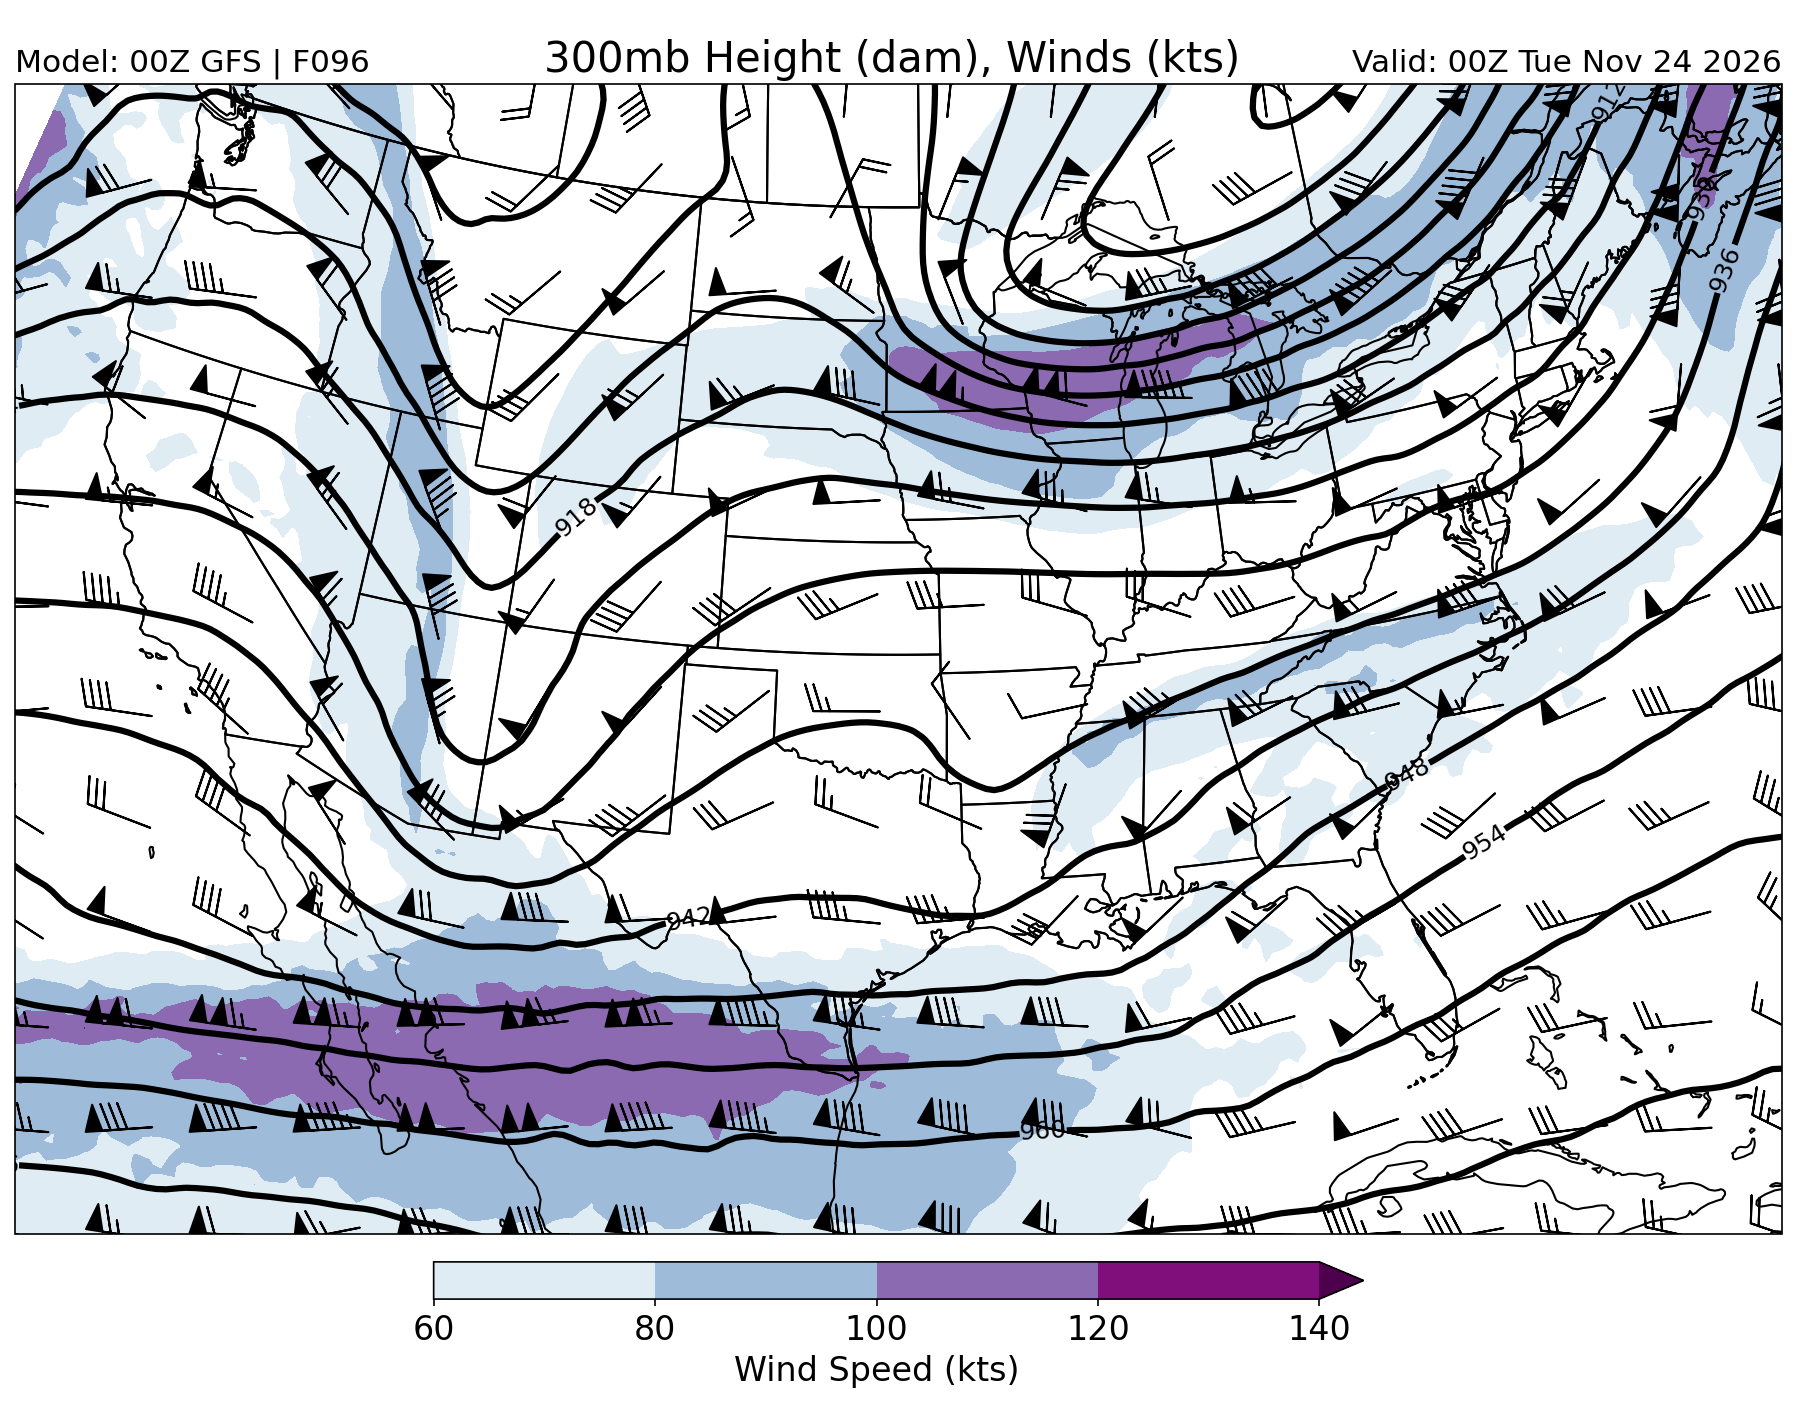 Model: 00Z GFS | F096
300mb Height (dam), Winds (kts)
Valid: 00Z Tue Nov 24 2026
912
938
936
918
948
954
942
960
60 80 100 120 140
Wind Speed (kts)